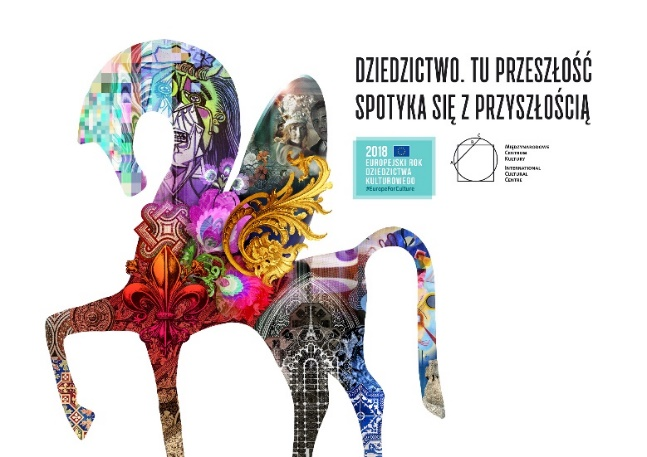 DZIEDZICTWO. TU PRZESZŁOŚĆ
SPOTYKA SIĘ Z PRZYSZŁOŚCIĄ
2018
EUROPEJSKI ROK
DZIEDZICTWA
KULTUROWEGO
#EuropeForCulture
A
B
C
MIĘDZYNARODOWE
CENTRUM
KULTURY
INTERNATIONAL
CULTURAL
CENTRE